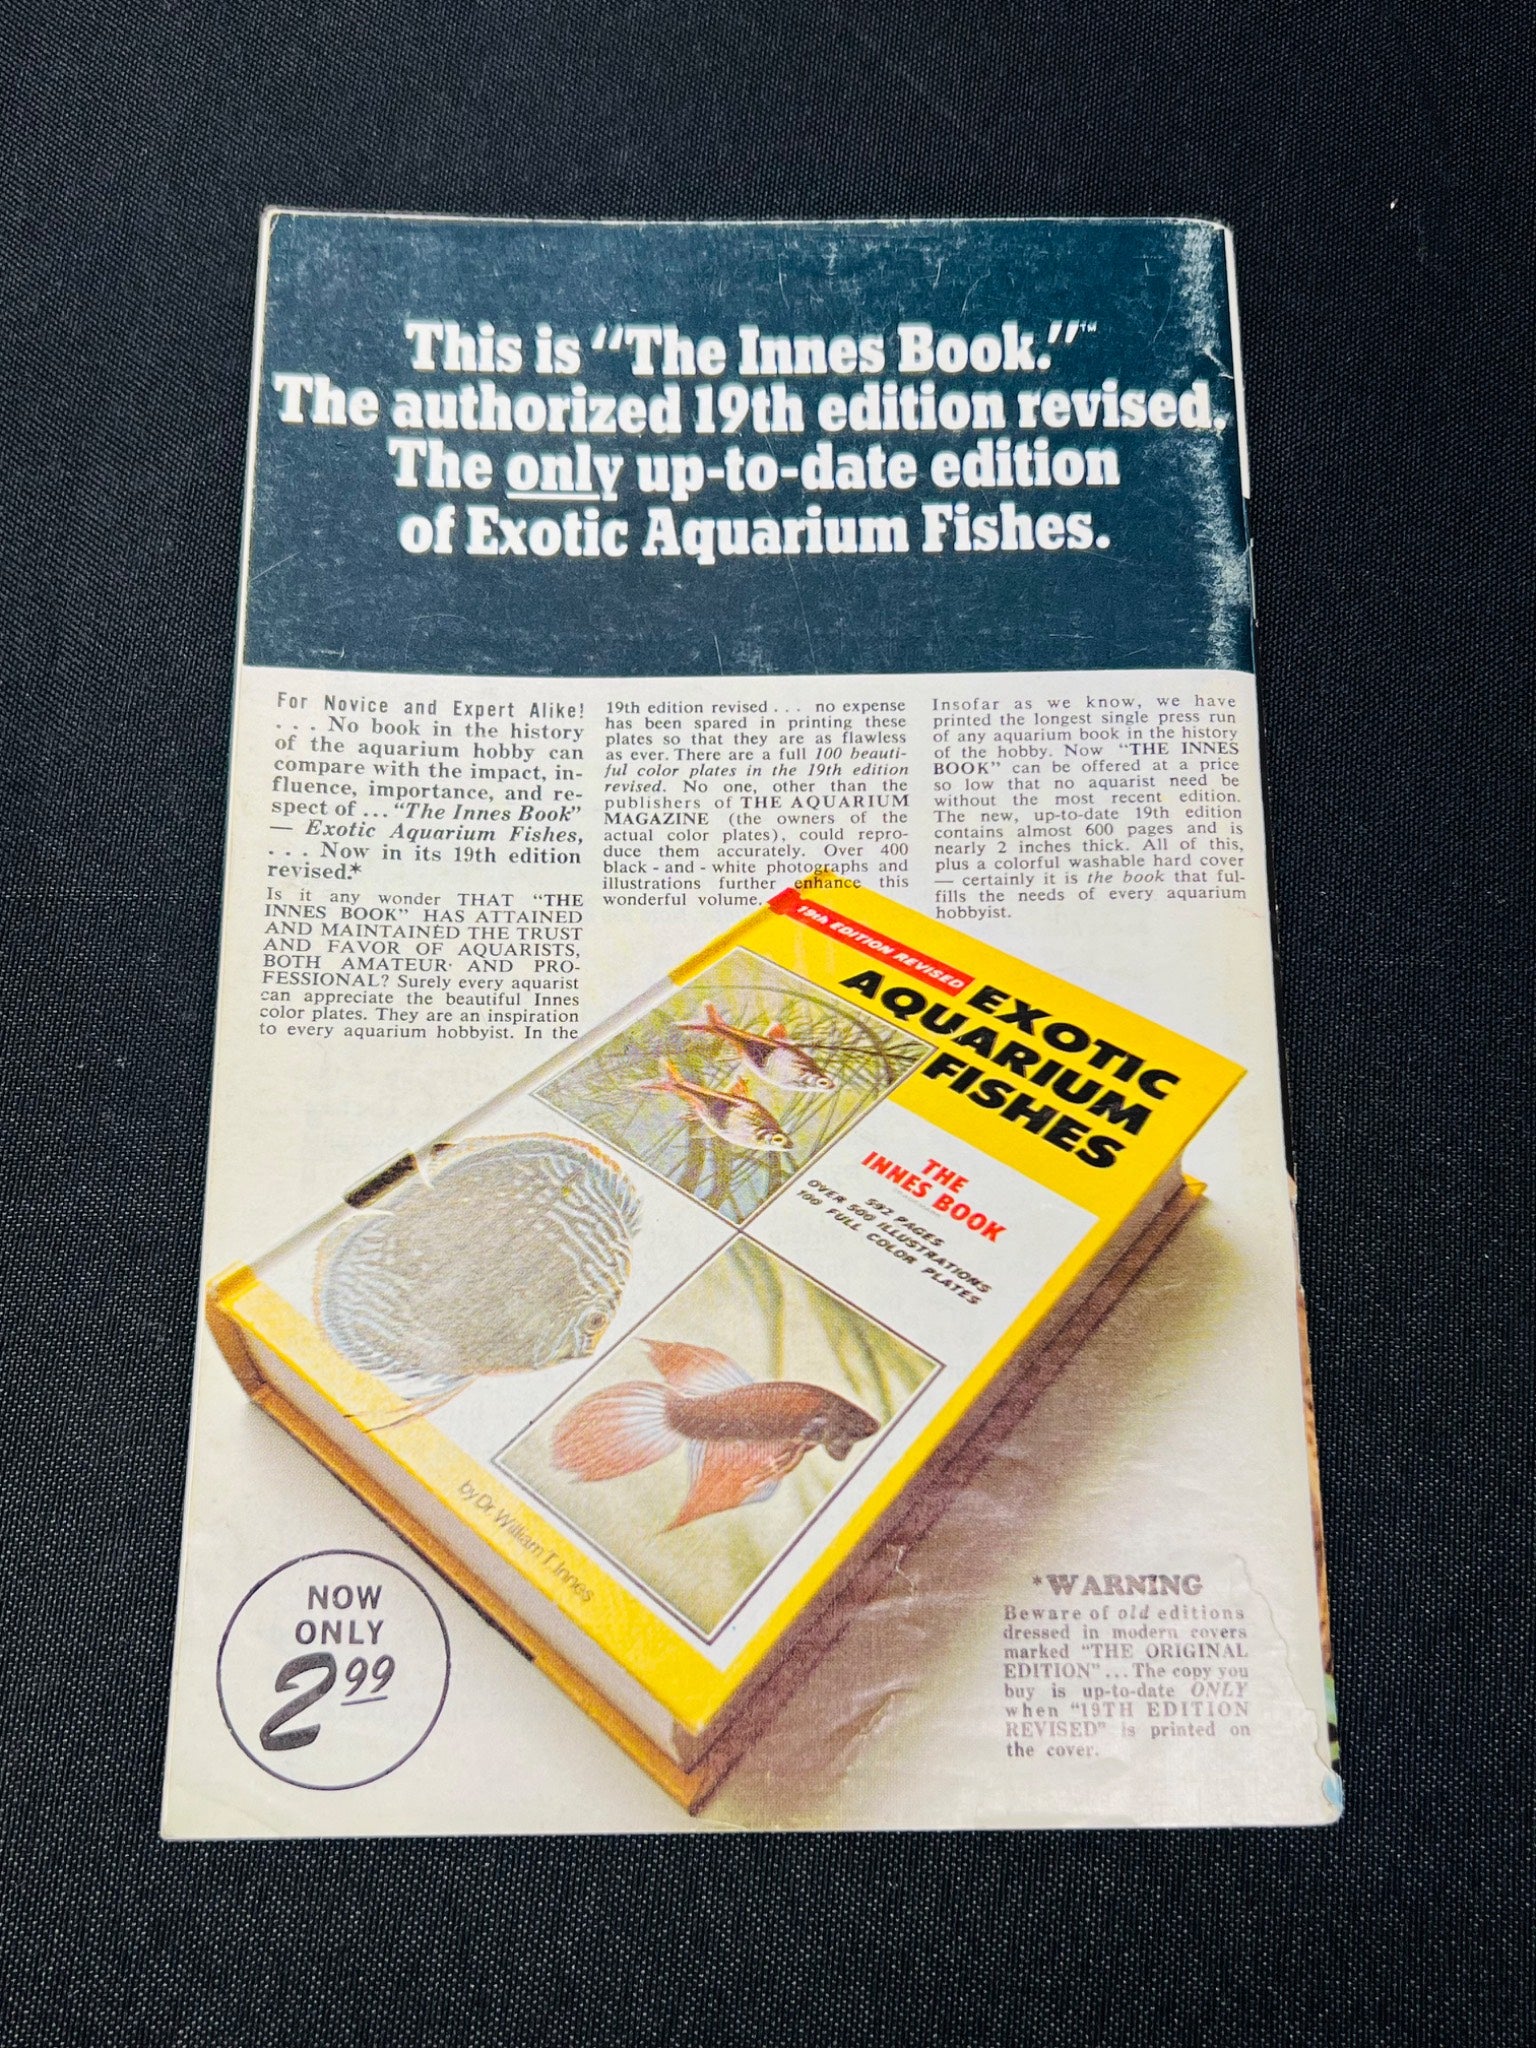 This is "The Innes Book."™
The authorized 19th edition revised.
The only up-to-date edition
of Exotic Aquarium Fishes.
For Novice and Expert Alike!
. . . No book in the history
of the aquarium hobby can
compare with the impact, in-
fluence, importance, and re-
spect of ... "The Innes Book"
— Exotic Aquarium Fishes,
. . . Now in its 19th edition
revised.*
Is it any wonder THAT "THE
INNES BOOK" HAS ATTAINED
AND MAINTAINED THE TRUST
AND FAVOR OF AQUARISTS,
BOTH AMATEUR AND PRO-
FESSIONAL? Surely every aquarist
can appreciate the beautiful Innes
color plates. They are an inspiration
to every aquarium hobbyist. In the
19th edition revised . . . no expense
has been spared in printing these
plates so that they are as flawless
as ever. There are a full 100 beauti-
ful color plates in the 19th edition
revised. No one, other than the
publishers of THE AQUARIUM
MAGAZINE (the owners of the
actual color plates), could repro-
duce them accurately. Over 400
black - and - white photographs and
illustrations further enhance this
wonderful volume.
Insofar as we know, we have
printed the longest single press run
of any aquarium book in the history
of the hobby. Now "THE INNES
BOOK" can be offered at a price
so low that no aquarist need be
without the most recent edition.
The new, up-to-date 19th edition
contains almost 600 pages and is
nearly 2 inches thick. All of this,
plus a colorful washable hard cover
— certainly it is the book that ful-
fills the needs of every aquarium
hobbyist.
19th EDITION REVISED
EXOTIC
AQUARIUM
FISHES
THE
INNES BOOK
592 PAGES
OVER 500 ILLUSTRATIONS
100 FULL COLOR PLATES
by Dr. William T. Innes
NOW
ONLY
2 99
*WARNING
Beware of old editions
dressed in modern covers
marked "THE ORIGINAL
EDITION" ... The copy you
buy is up-to-date ONLY
when "19TH EDITION
REVISED" is printed on
the cover.